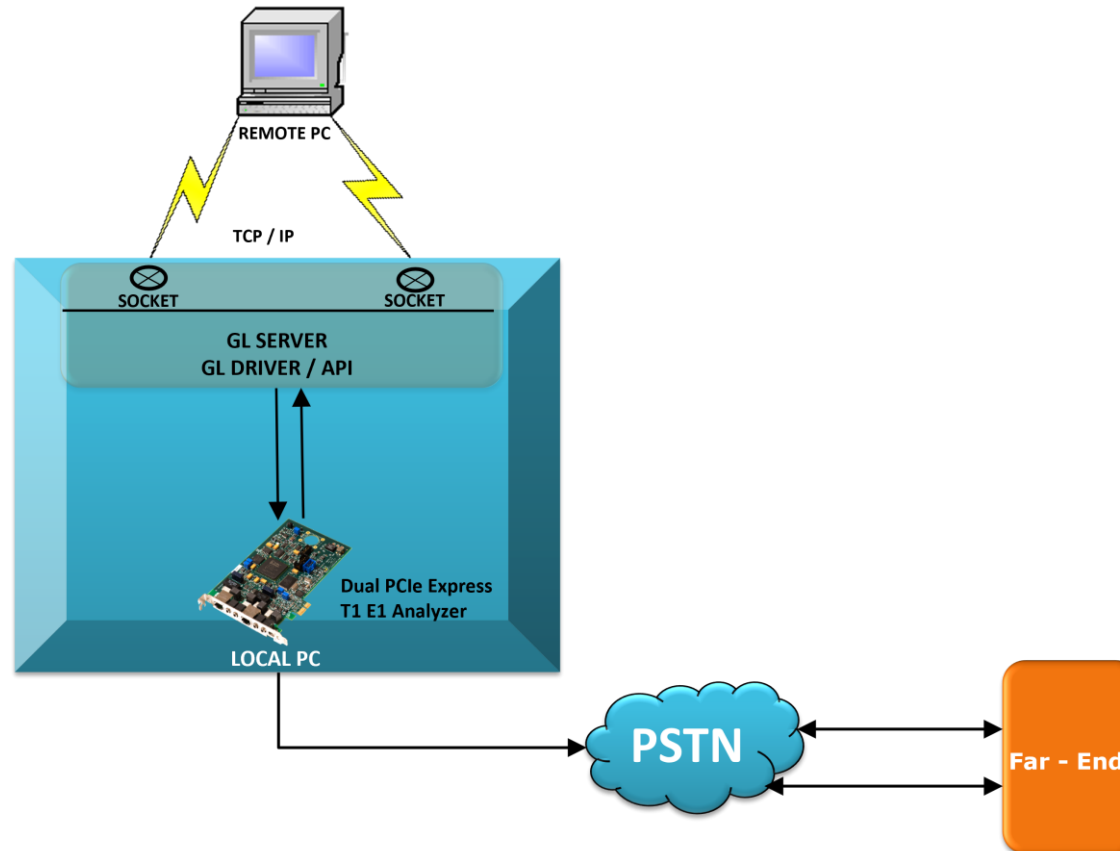 REMOTE PC
TCP / IP
SOCKET
SOCKET
GL SERVER
GL DRIVER / API
Dual PCIe Express
T1 E1 Analyzer
LOCAL PC
PSTN
Far - End